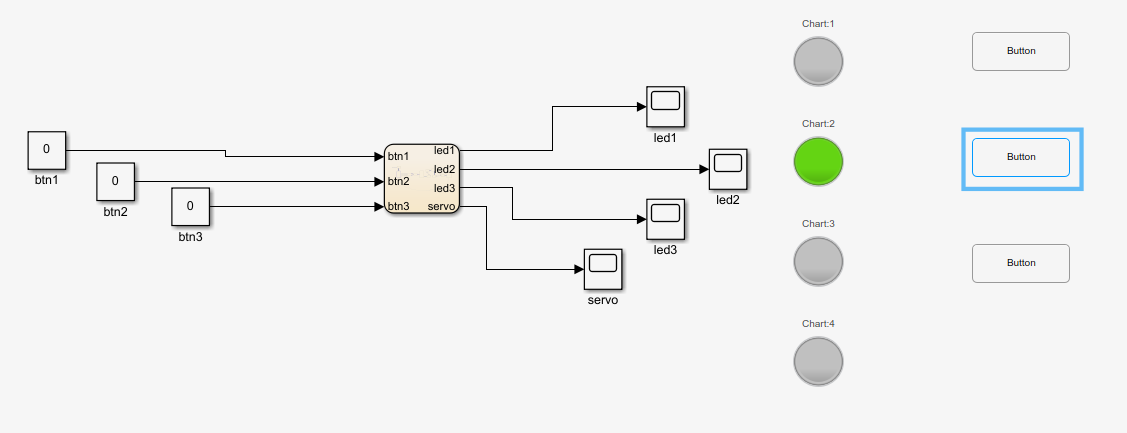 Chart:1
Button
led1
0
btn1
btn1
led1
Chart:2
Button
0
btn2
btn2
led2
led2
0
btn3
btn3
led3
servo
led3
Chart:3
Button
servo
Chart:4